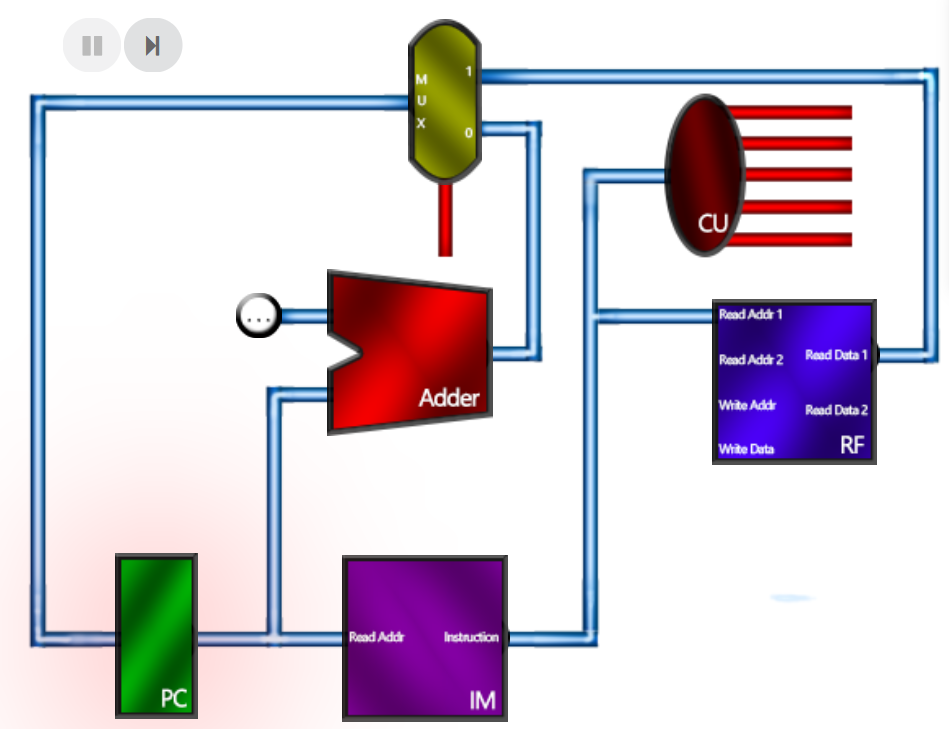 M
U
X
1
0
CU
...
Adder
Read Addr 1
Read Addr 2
Read Data 1
Write Addr
Read Data 2
Write Data
RF
PC
Read Addr
Instruction
IM